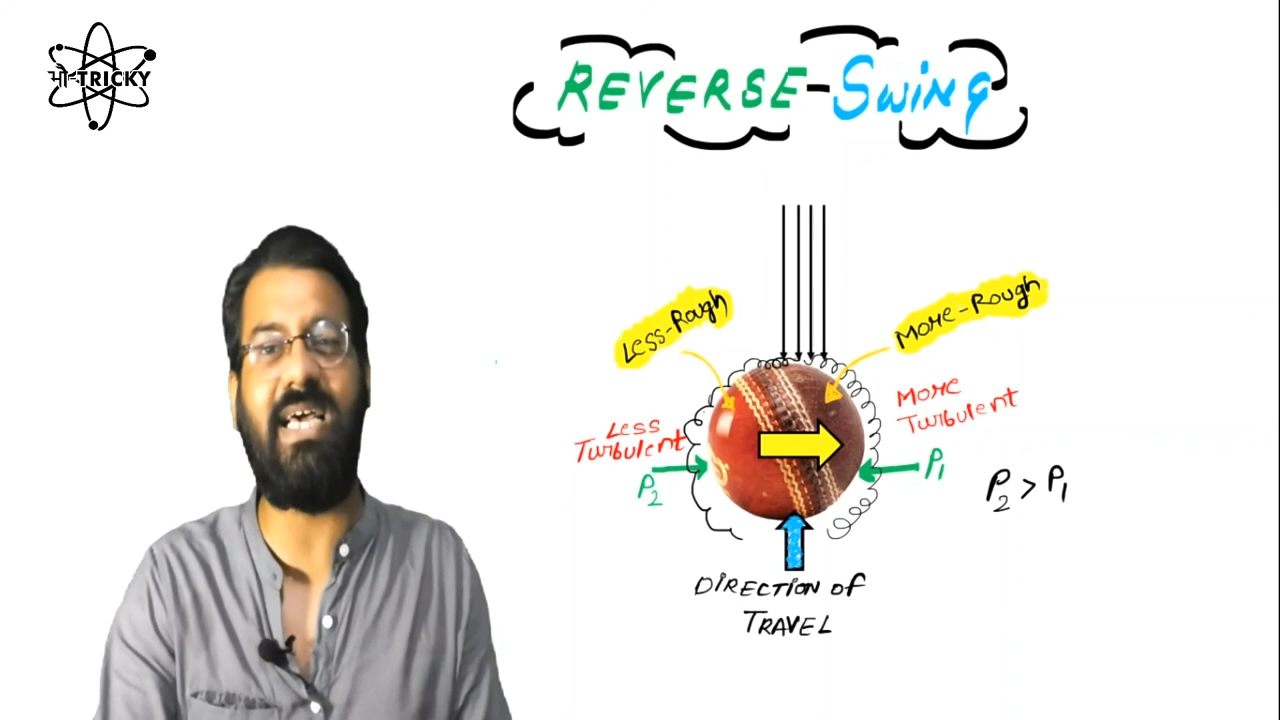 भौ-TRICKY
REVERSE-SwiNG
Less-Rough
More-Rough
Less
Turbulent
More
Turbulent
P2
P1
P2 > P1
DIRECTION of
TRAVEL